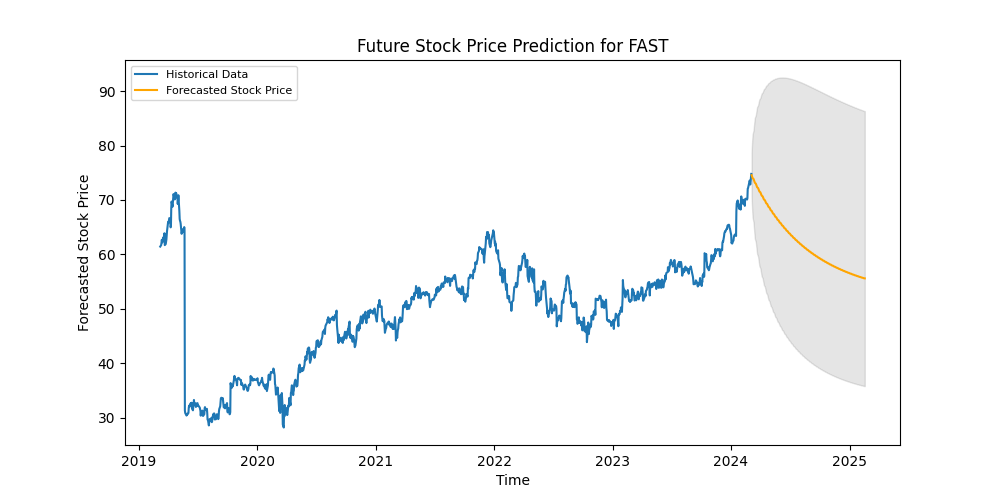 Future Stock Price Prediction for FAST
Historical Data
Forecasted Stock Price
Forecasted Stock Price
90
80
70
60
50
40
30
2019
2020
2021
2022
2023
2024
2025
Time